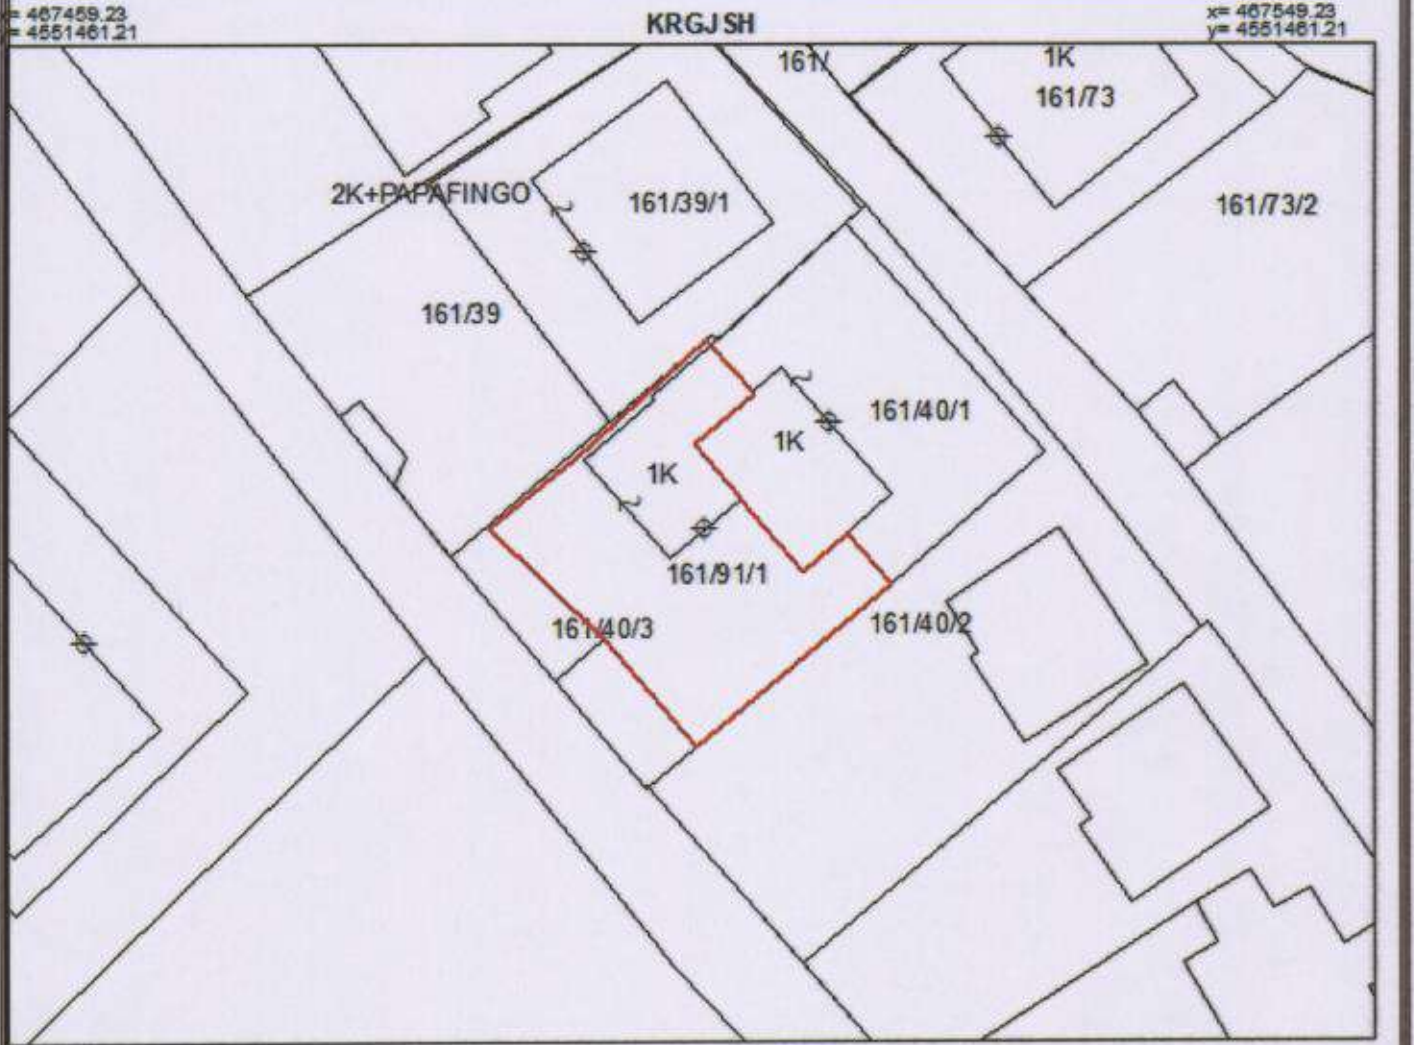 = 467459.23
= 4551461.21
KRGJSH
x= 467549.23
y= 4551461.21
161/
1K
161/73
2K+PAPAFINGO
161/39/1
161/73/2
161/39
161/40/1
1K
1K
161/91/1
161/40/3
161/40/2